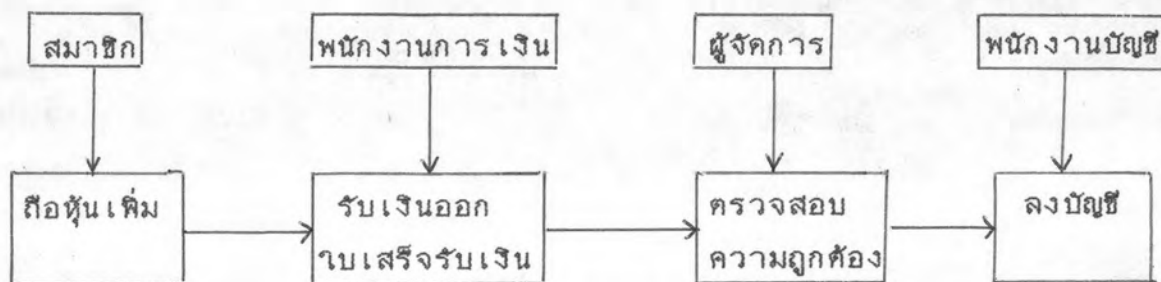 สมาชิก
พนักงานการเงิน
ผู้จัดการ
พนักงานบัญชี
ถือหุ้นเพิ่ม
รับเงินออก
ใบเสร็จรับเงิน
ตรวจสอบ
ความถูกต้อง
ลงบัญชี